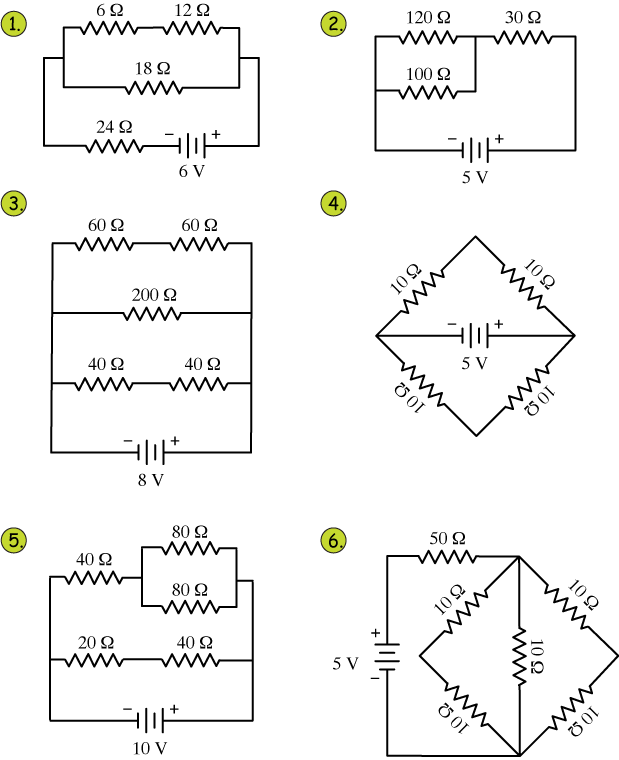 1.
6 Ω 12 Ω
18 Ω
24 Ω
− +
6 V
2.
120 Ω 30 Ω
100 Ω
− +
5 V
3.
60 Ω 60 Ω
200 Ω
40 Ω 40 Ω
− +
8 V
4.
10 Ω 10 Ω
− +
5 V
10 Ω 10 Ω
5.
80 Ω
40 Ω
80 Ω
20 Ω 40 Ω
− +
10 V
6.
50 Ω
10 Ω 10 Ω
+
5 V
−
10 Ω
10 Ω 10 Ω